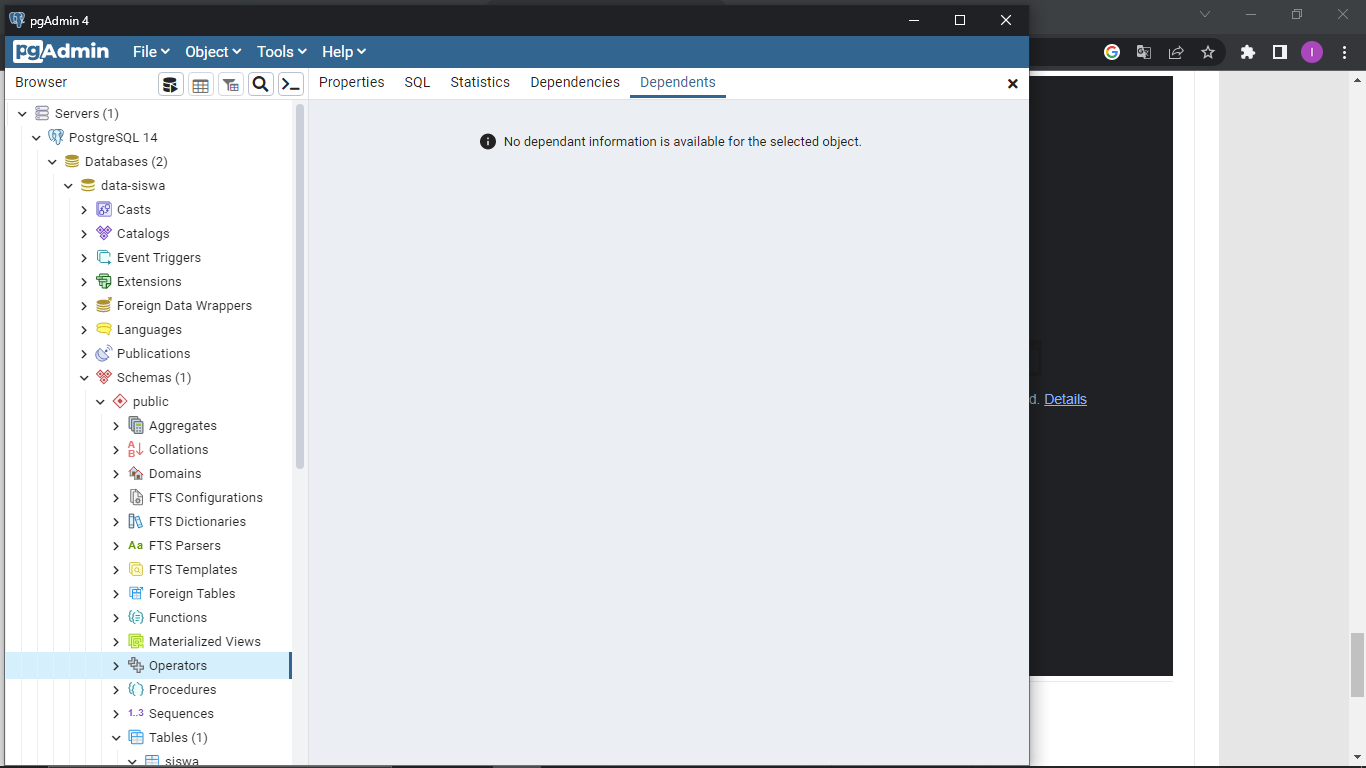 pgAdmin 4
pgAdmin File Object Tools Help
Browser Properties SQL Statistics Dependencies Dependents
Servers (1)
No dependant information is available for the selected object.
PostgreSQL 14
Databases (2)
data-siswa
Casts
Catalogs
Event Triggers
Extensions
Foreign Data Wrappers
Languages
Publications
Schemas (1)
public
Aggregates
Collations
Domains
FTS Configurations
FTS Dictionaries
Aa FTS Parsers
FTS Templates
Foreign Tables
Functions
Materialized Views
Operators
Procedures
1..3 Sequences
Tables (1)
siswa
I
d. Details